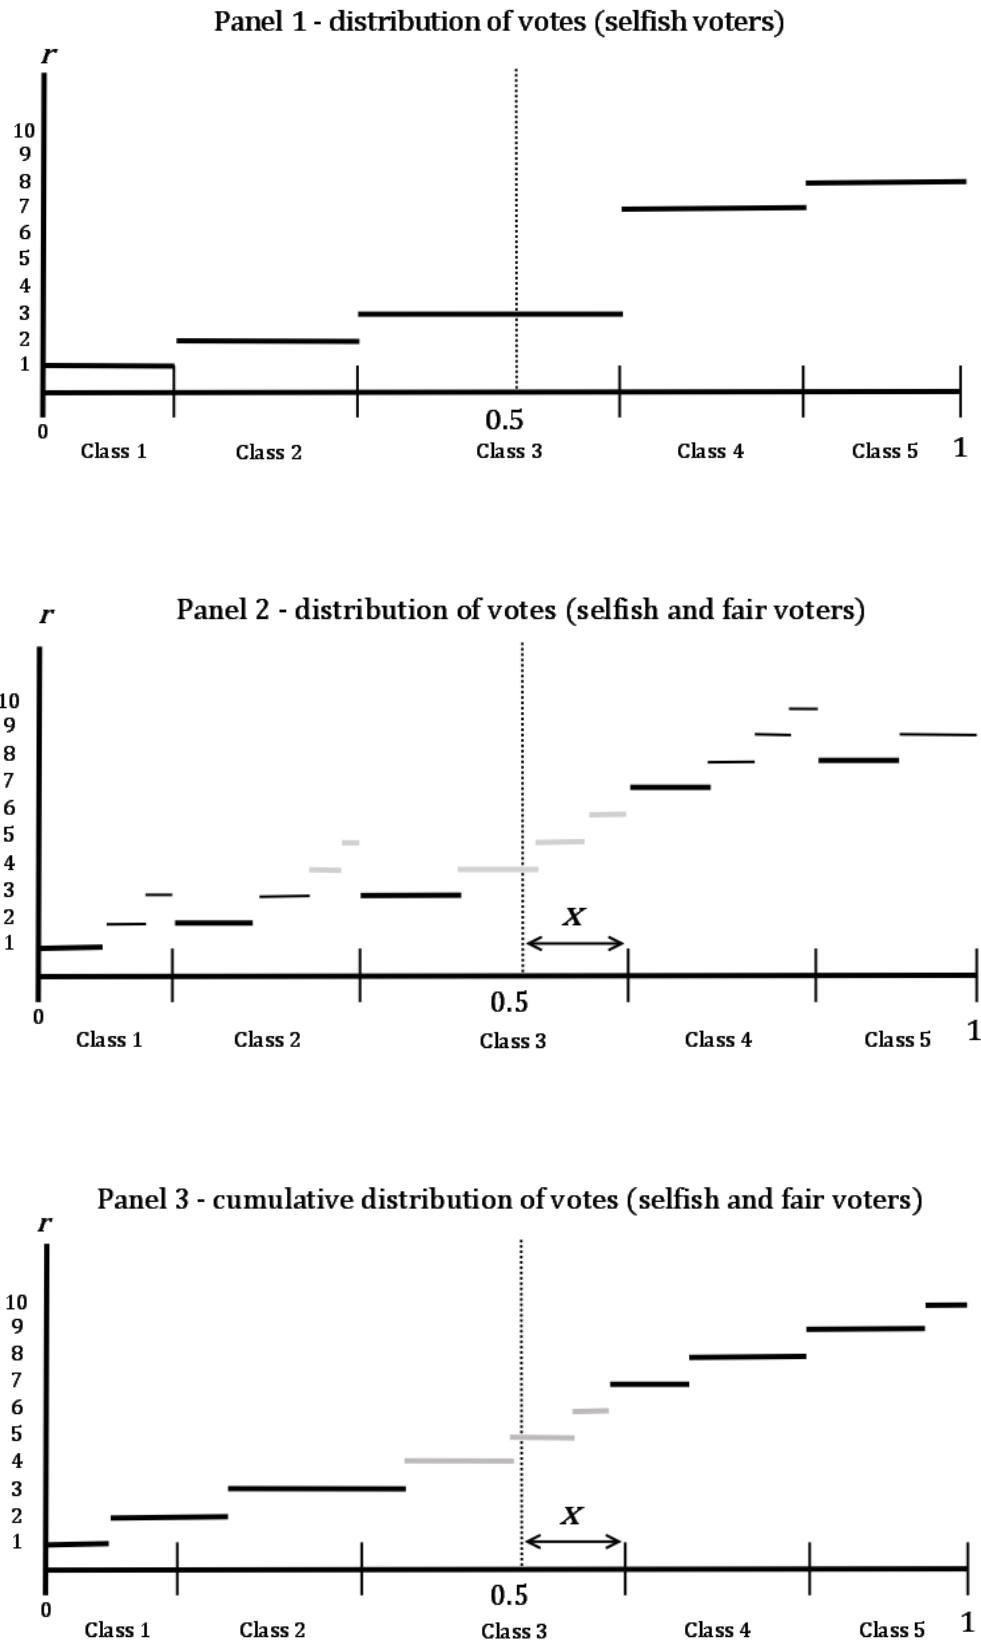 Panel 1 - distribution of votes (selfish voters)
r
10
9
8
7
6
5
4
3
2
1
0
0.5
1
Class 1
Class 2
Class 3
Class 4
Class 5
Panel 2 - distribution of votes (selfish and fair voters)
r
10
9
8
7
6
5
4
3
2
1
x
0
0.5
1
Class 1
Class 2
Class 3
Class 4
Class 5
Panel 3 - cumulative distribution of votes (selfish and fair voters)
r
10
9
8
7
6
5
4
3
2
1
x
0
0.5
1
Class 1
Class 2
Class 3
Class 4
Class 5